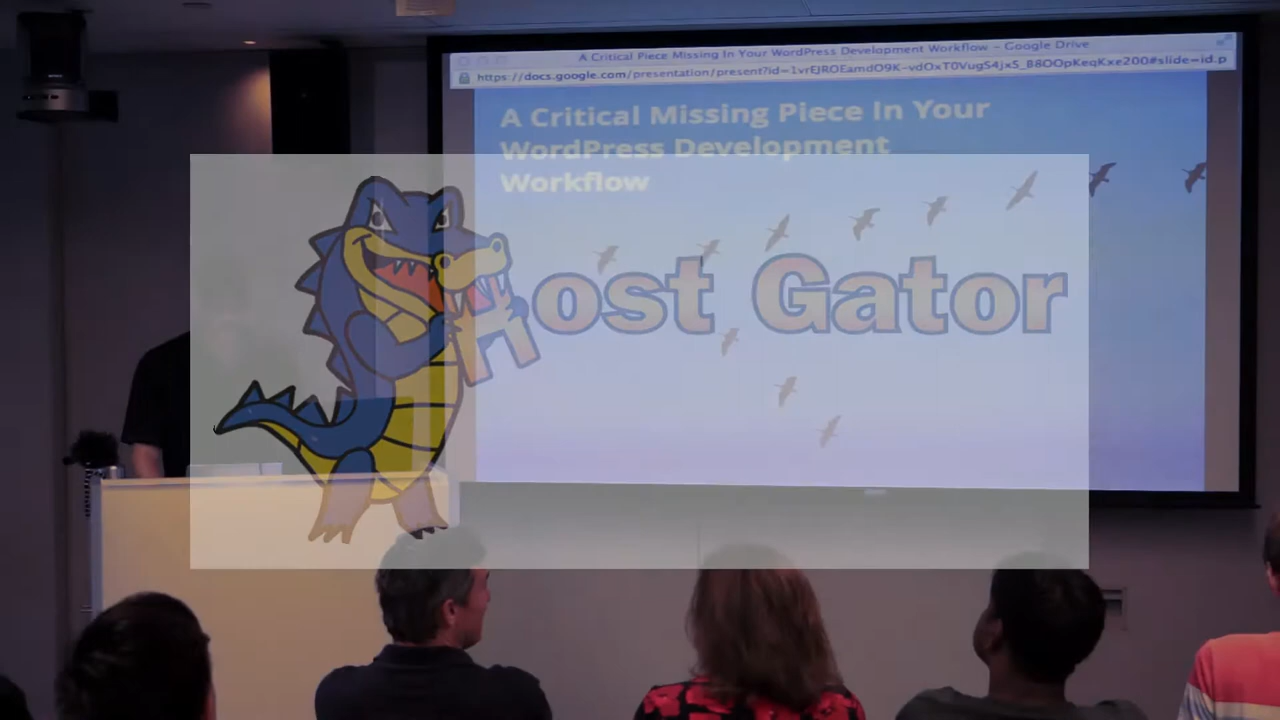 A Critical Piece Missing In Your WordPress Development Workflow – Google Drive
https://docs.google.com/presentation/present?id=1vrEJROEamdO9K-vdOxT0VugS4jxS_B8OOpKeqKxe200#slide=id.p
A Critical Missing Piece In Your
WordPress Development
Workflow
Host Gator